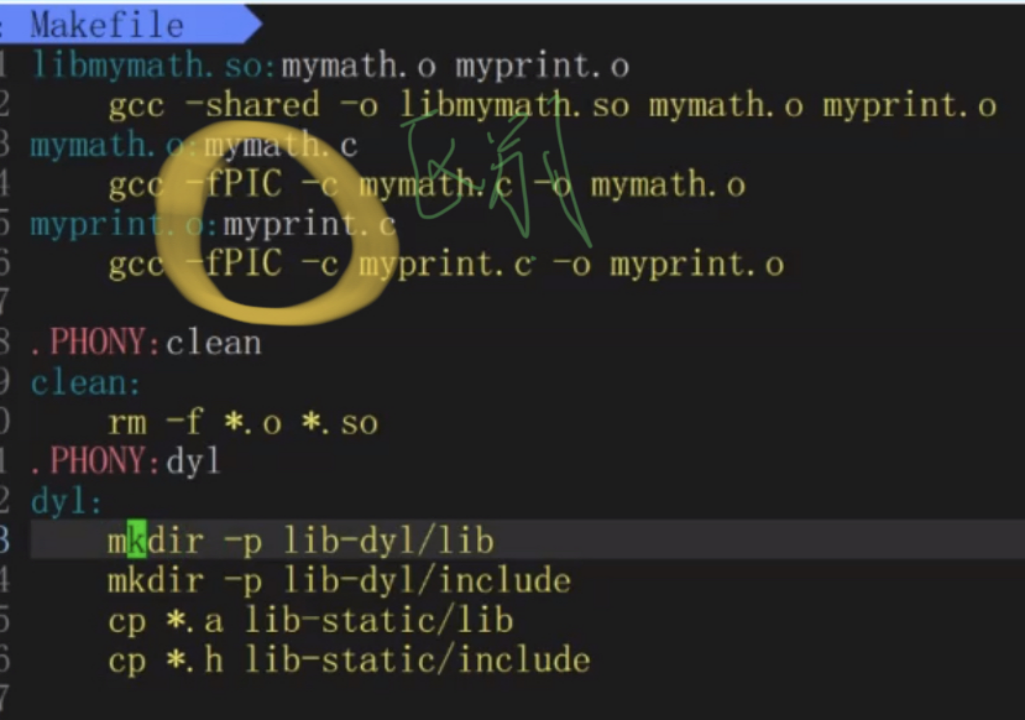 : Makefile
1 libmymath.so:mymath.o myprint.o
2 gcc -shared -o libmymath.so mymath.o myprint.o
3 mymath.o:mymath.c
区别
4 gcc -fPIC -c mymath.c -o mymath.o
5 myprint.o:myprint.c
6 gcc -fPIC -c myprint.c -o myprint.o
7
8 .PHONY:clean
9 clean:
0 rm -f *.o *.so
1 .PHONY:dyl
2 dyl:
3 mkdir -p lib-dyl/lib
4 mkdir -p lib-dyl/include
5 cp *.a lib-static/lib
6 cp *.h lib-static/include
7